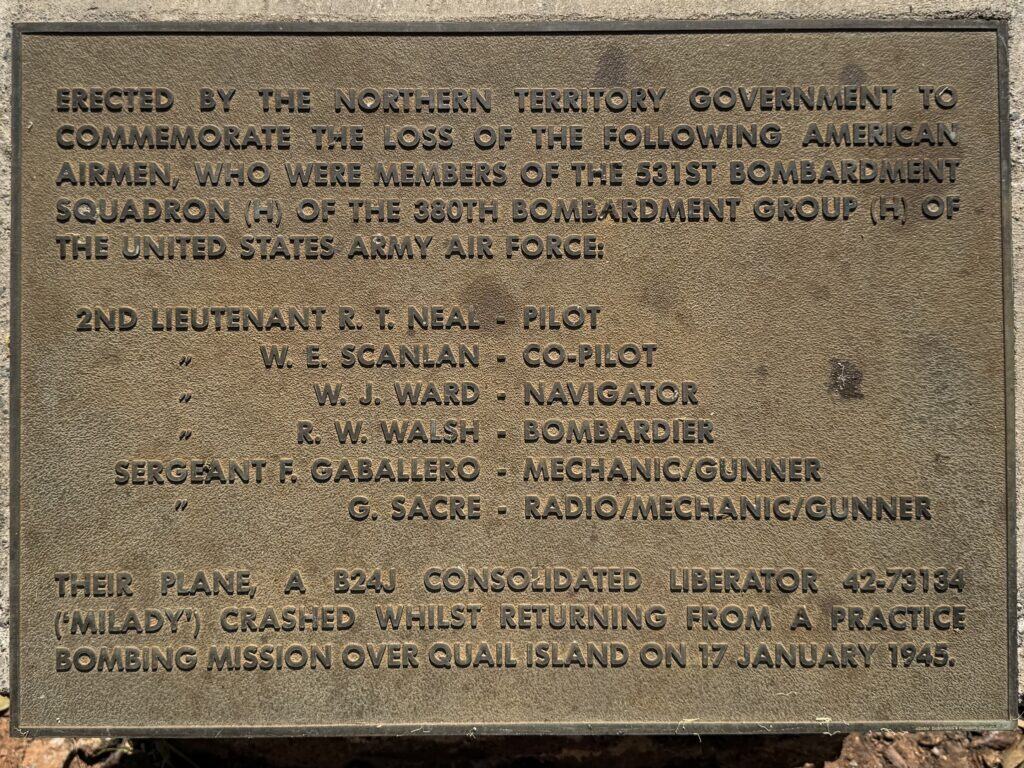 ERECTED BY THE NORTHERN TERRITORY GOVERNMENT TO
COMMEMORATE THE LOSS OF THE FOLLOWING AMERICAN
AIRMEN, WHO WERE MEMBERS OF THE 531ST BOMBARDMENT
SQUADRON (H) OF THE 380TH BOMBARDMENT GROUP (H) OF
THE UNITED STATES ARMY AIR FORCE:
2ND LIEUTENANT R. T. NEAL - PILOT
" W. E. SCANLAN - CO-PILOT
" W. J. WARD - NAVIGATOR
" R. W. WALSH - BOMBARDIER
SERGEANT F. GABALLERO - MECHANIC/GUNNER
" G. SACRE - RADIO/MECHANIC/GUNNER
THEIR PLANE, A B24J CONSOLIDATED LIBERATOR 42-73134
('MILADY') CRASHED WHILST RETURNING FROM A PRACTICE
BOMBING MISSION OVER QUAIL ISLAND ON 17 JANUARY 1945.